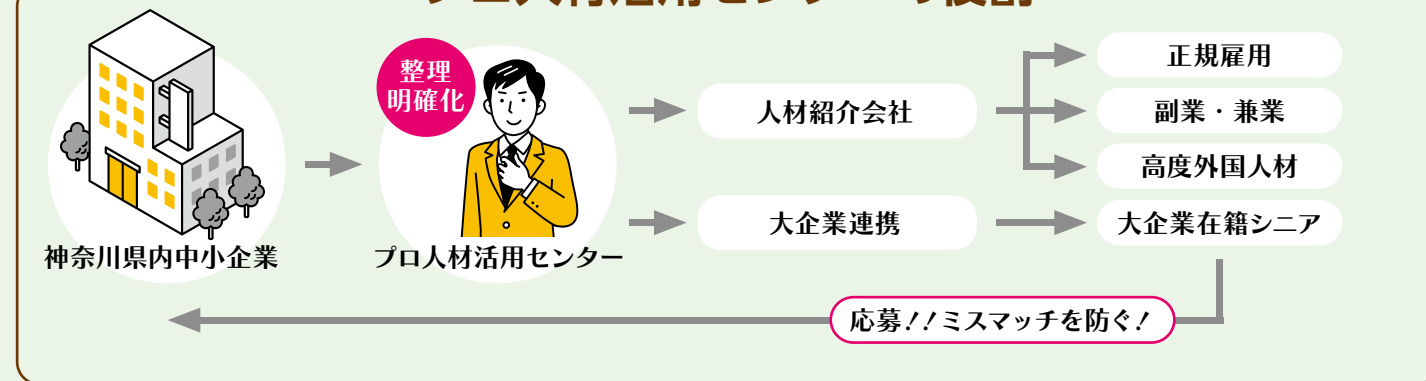 整理
明確化
正規雇用
人材紹介会社
副業・兼業
高度外国人材
大企業連携
大企業在籍シニア
神奈川県内中小企業
プロ人材活用センター
応募!!ミスマッチを防ぐ!